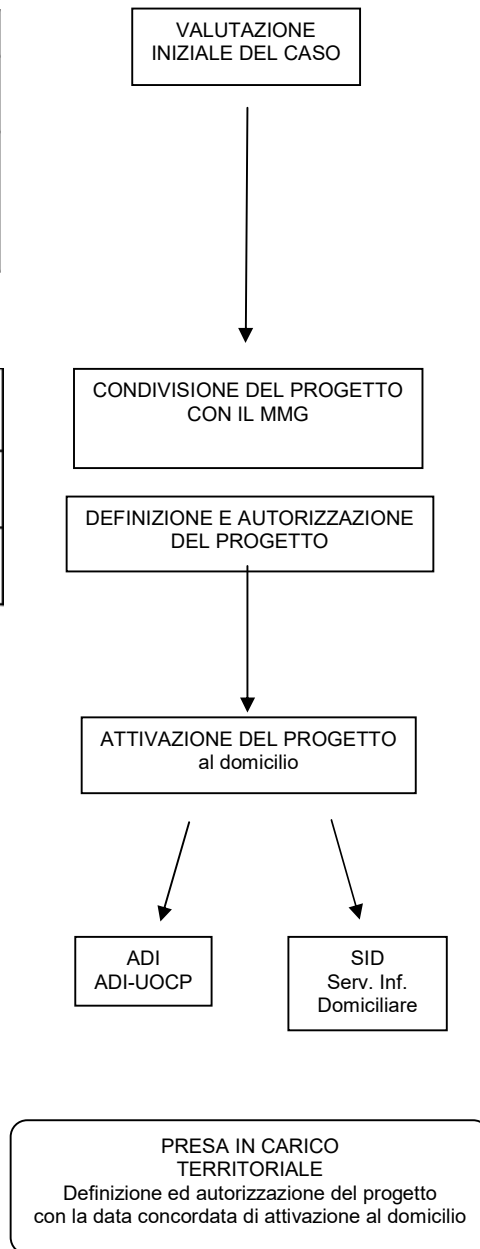 VALUTAZIONE
INIZIALE DEL CASO
CONDIVISIONE DEL PROGETTO
CON IL MMG
DEFINIZIONE E AUTORIZZAZIONE
DEL PROGETTO
ATTIVAZIONE DEL PROGETTO
al domicilio
ADI
ADI-UOCP
SID
Serv. Inf.
Domiciliare
PRESA IN CARICO
TERRITORIALE
Definizione ed autorizzazione del progetto
con la data concordata di attivazione al domicilio